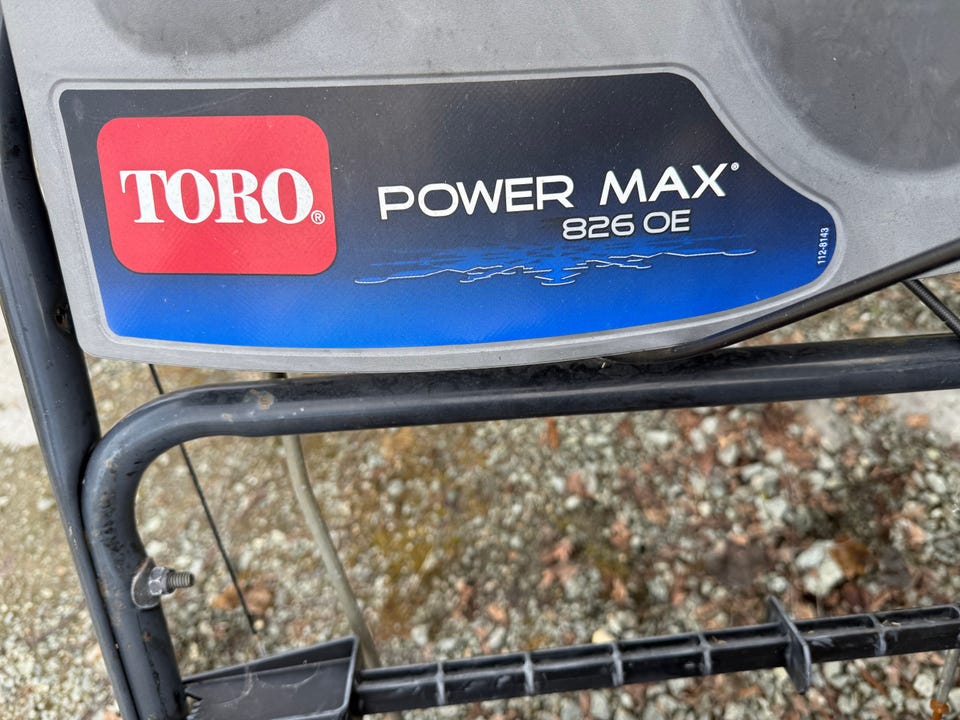 TORO®
POWER MAX®
826 OE
112-8143